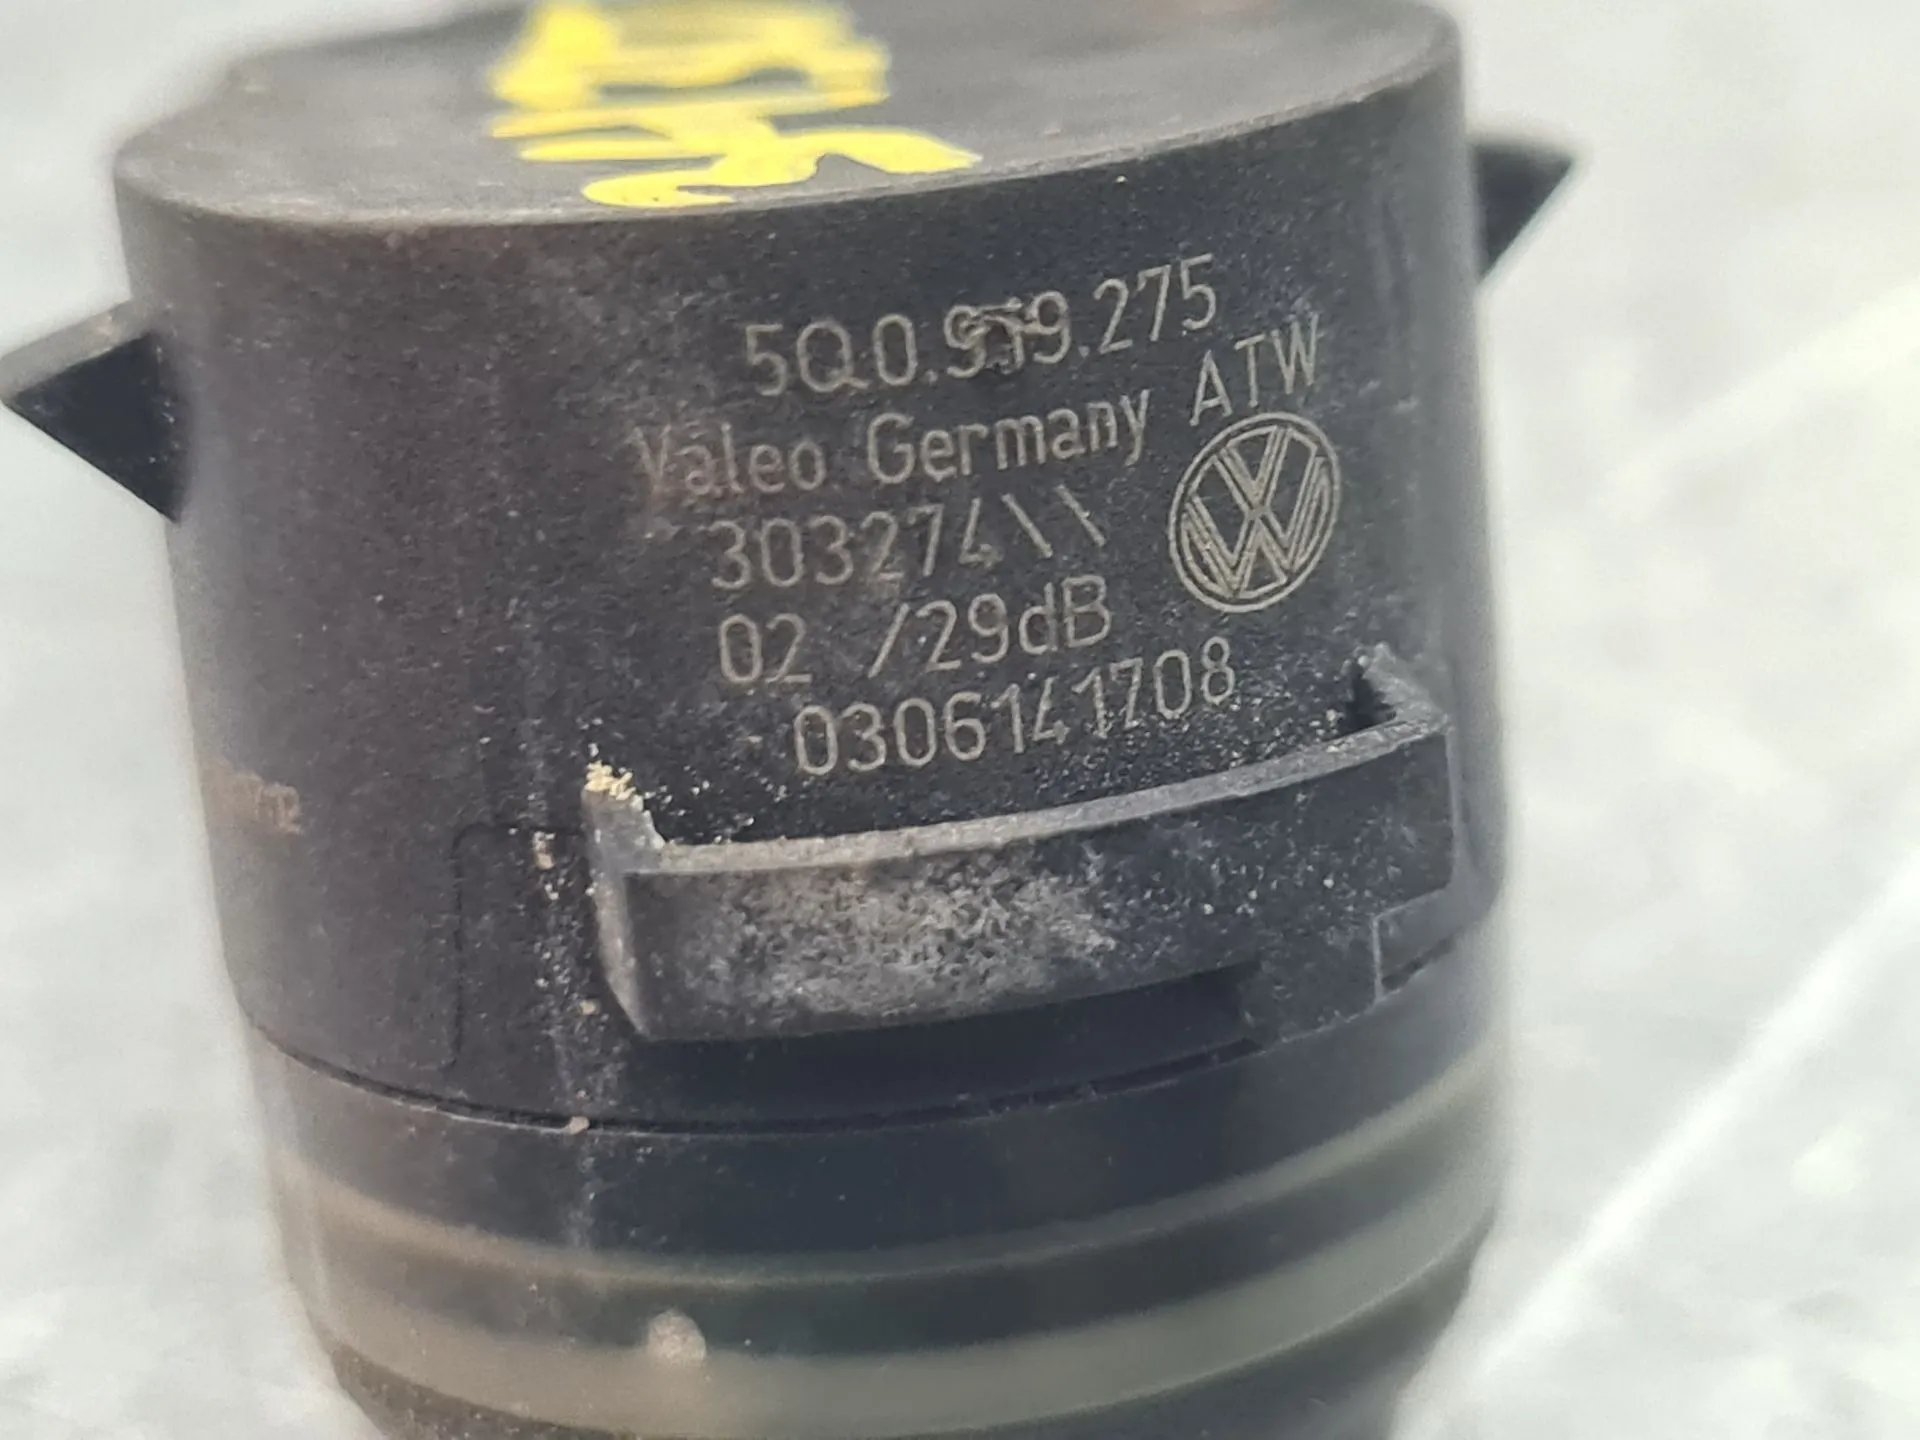 5Q0.919.275
Valeo Germany ATW
303274\\
02 /29dB
0306141708